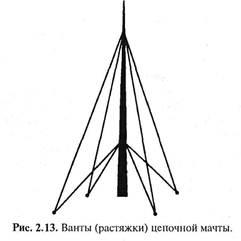 Рис. 2.13. Ванты (растяжки) цепочной мачты.